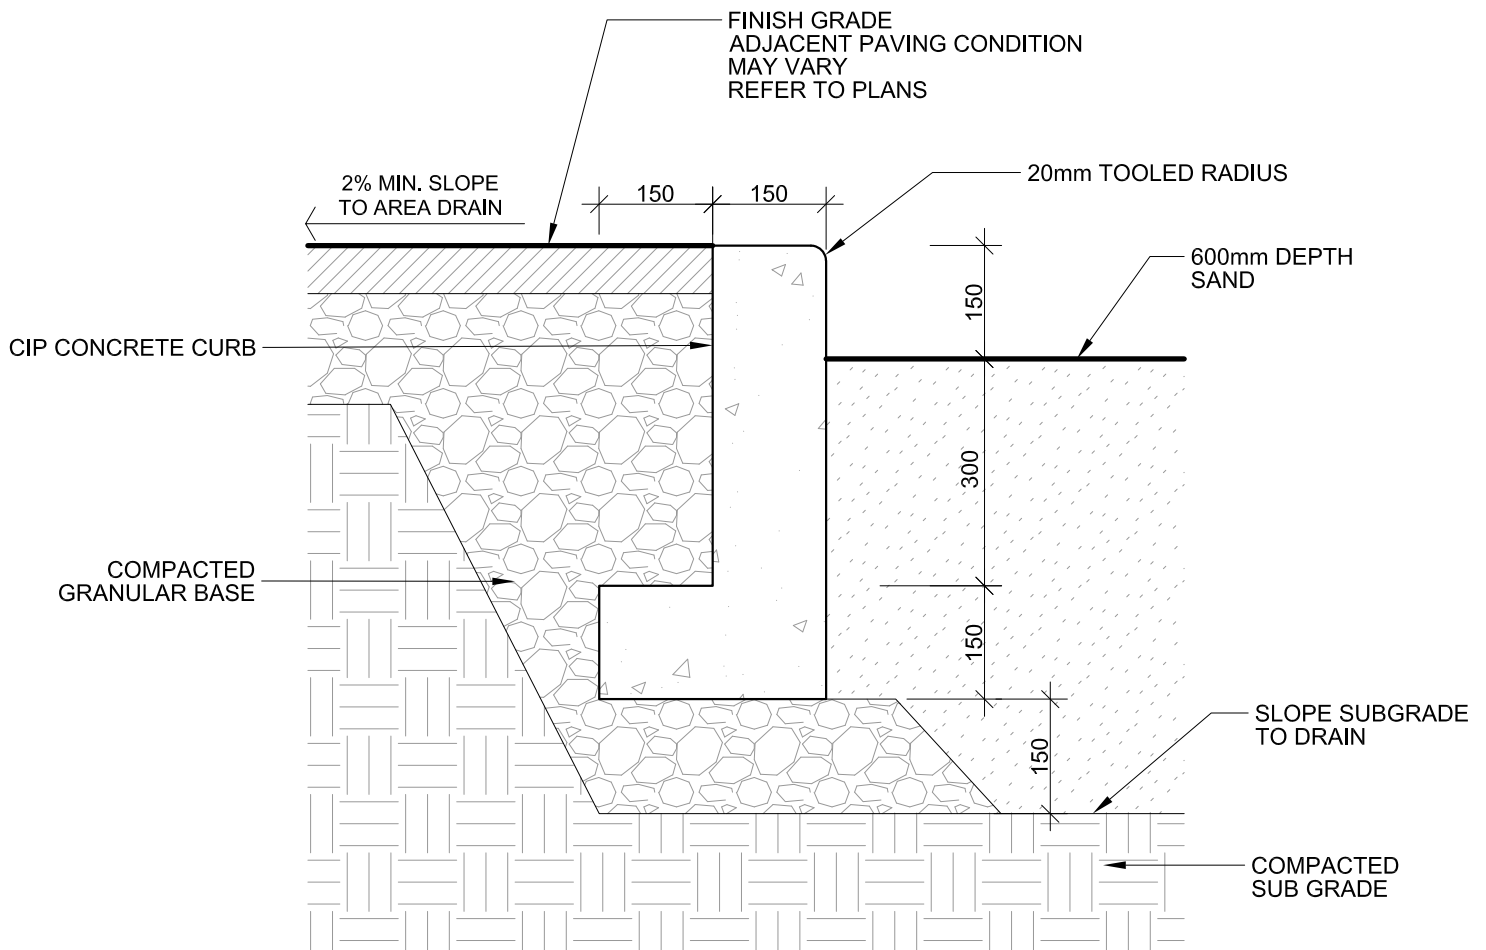 FINISH GRADE
ADJACENT PAVING CONDITION
MAY VARY
REFER TO PLANS
2% MIN. SLOPE
TO AREA DRAIN
150
150
20mm TOOLED RADIUS
600mm DEPTH
SAND
150
CIP CONCRETE CURB
300
COMPACTED
GRANULAR BASE
150
SLOPE SUBGRADE
TO DRAIN
150
COMPACTED
SUB GRADE